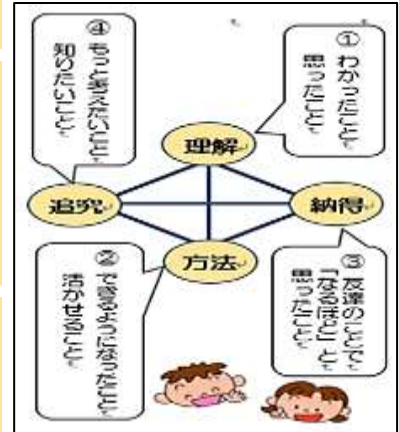 ①
わかったこと
思ったこと
理解
④
もっと考えたいこと
知りたいこと
追究
納得
方法
②
できるようになったこと
活かせること
③
友達のことで
「なるほど」と
思ったこと